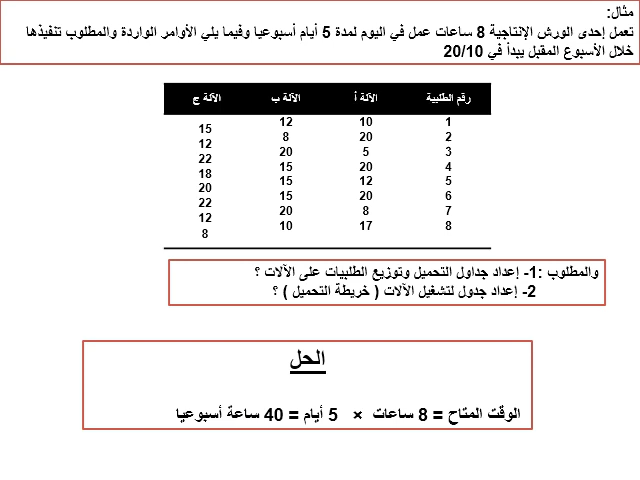 مثال:
تعمل إحدى الورش الإنتاجية 8 ساعات عمل في اليوم لمدة 5 أيام أسبوعيا وفيما يلي الأوامر الواردة والمطلوب تنفيذها
خلال الأسبوع المقبل يبدأ في 20/10
رقم الطلبية الآلة أ الآلة ب الآلة ج
1 10 12 15
2 20 8 12
3 5 20 22
4 20 15 18
5 12 15 20
6 20 15 22
7 8 20 12
8 17 10 8
والمطلوب :1- إعداد جداول التحميل وتوزيع الطلبيات على الآلات ؟
2- إعداد جدول لتشغيل الآلات ( خريطة التحميل ) ؟
الحل
الوقت المتاح = 8 ساعات × 5 أيام = 40 ساعة أسبوعيا